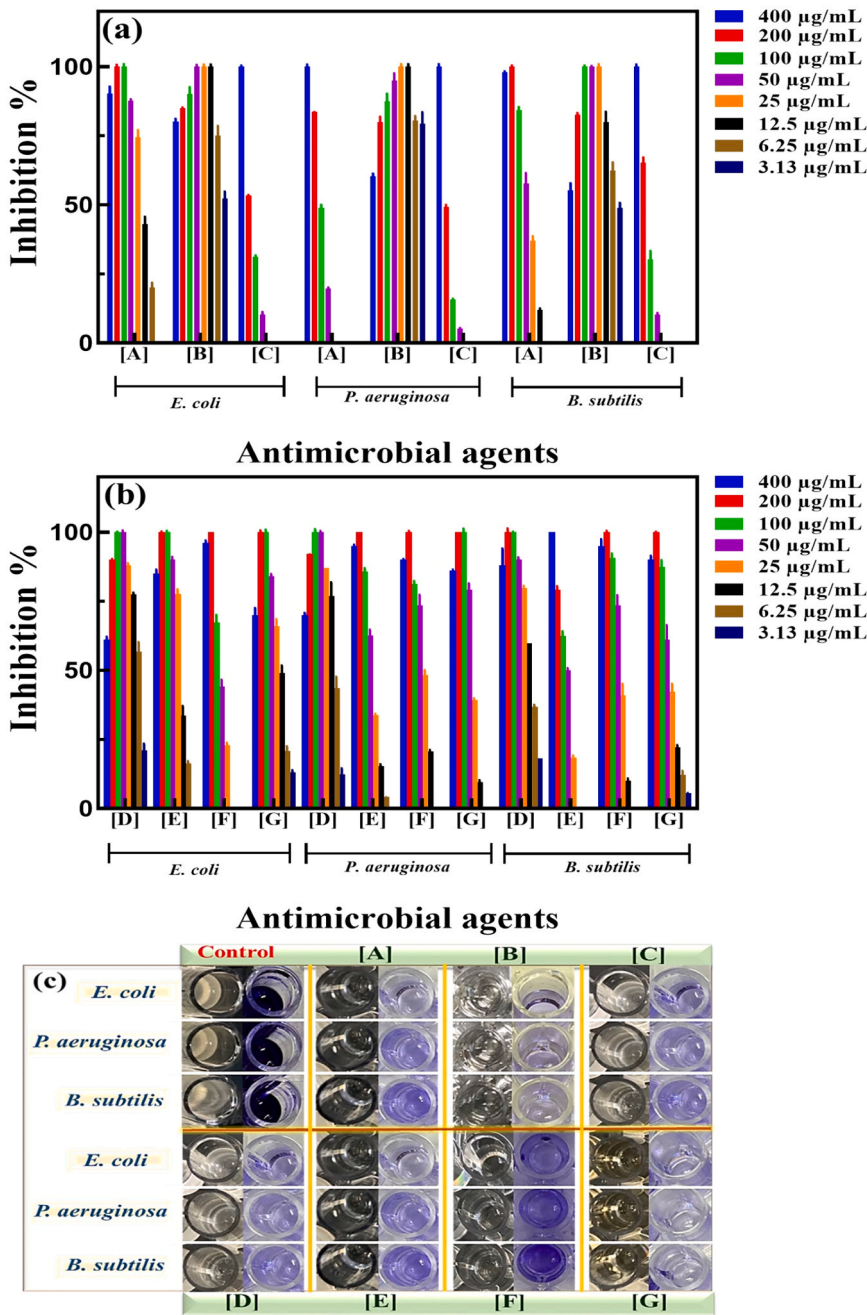 (a)
Inhibition %
100
50
0
400 µg/mL
200 µg/mL
100 µg/mL
50 µg/mL
25 µg/mL
12.5 µg/mL
6.25 µg/mL
3.13 µg/mL
[A] [B] [C] [A] [B] [C] [A] [B] [C]
E. coli P. aeruginosa B. subtilis
Antimicrobial agents
(b)
Inhibition %
100
50
0
400 µg/mL
200 µg/mL
100 µg/mL
50 µg/mL
25 µg/mL
12.5 µg/mL
6.25 µg/mL
3.13 µg/mL
[D] [E] [F] [G] [D] [E] [F] [G] [D] [E] [F] [G]
E. coli P. aeruginosa B. subtilis
Antimicrobial agents
Control [A] [B] [C]
(c)
E. coli
P. aeruginosa
B. subtilis
E. coli
P. aeruginosa
B. subtilis
[D] [E] [F] [G]